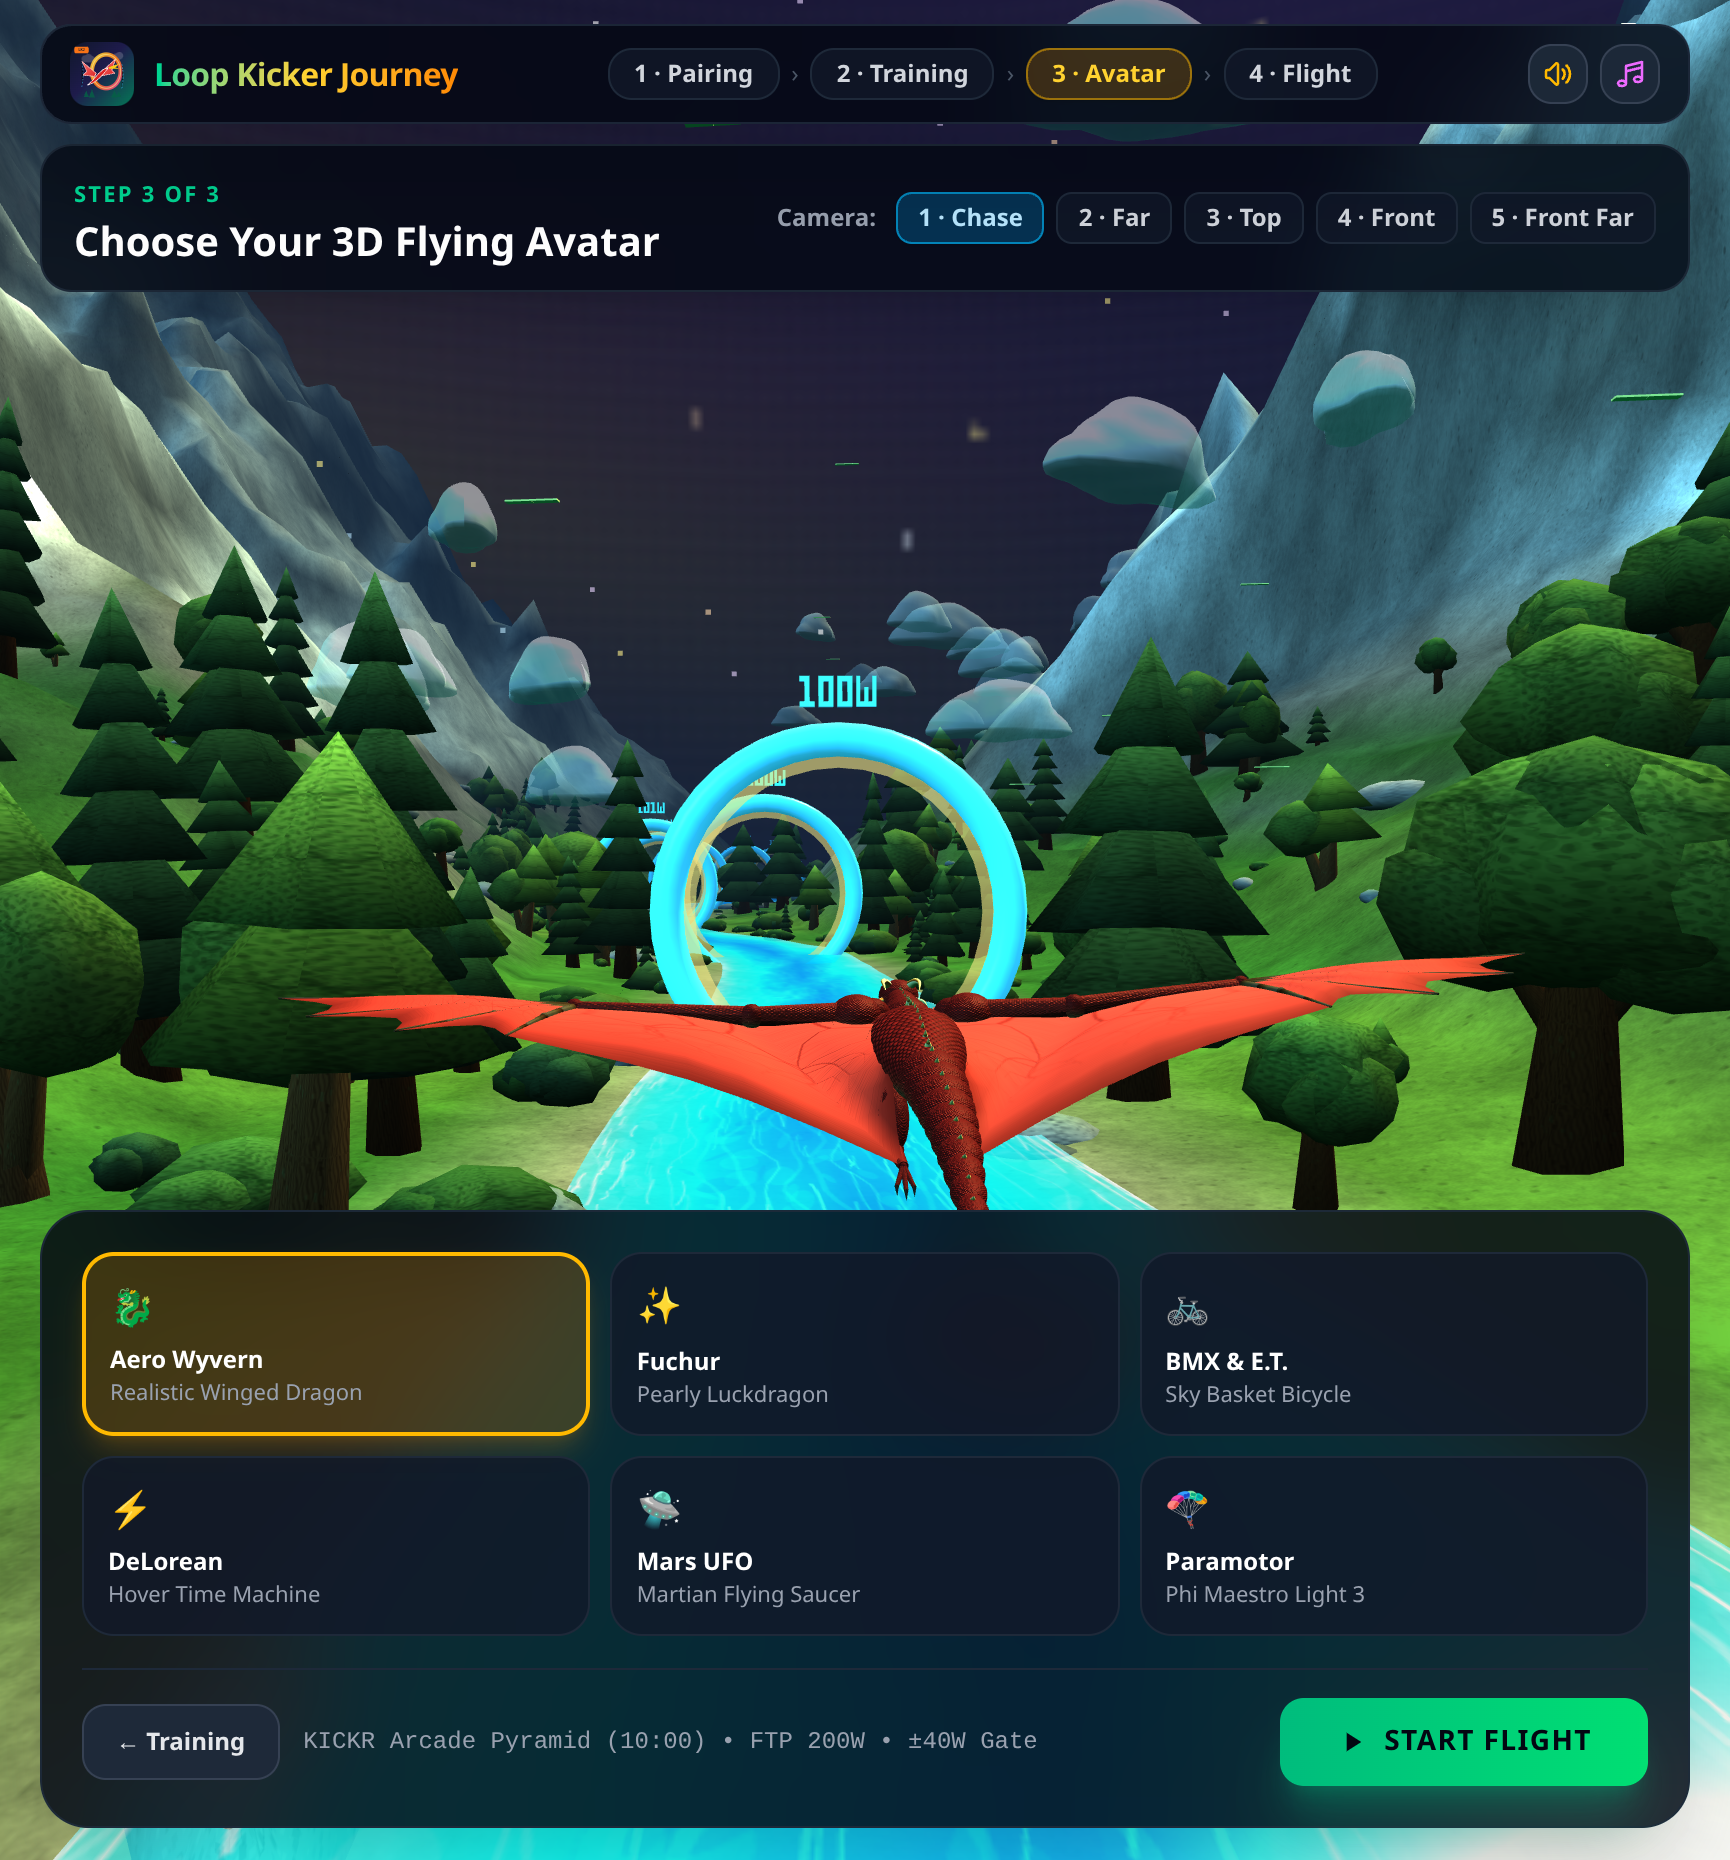 Loop Kicker Journey
1 · Pairing › 2 · Training › 3 · Avatar › 4 · Flight
STEP 3 OF 3
Choose Your 3D Flying Avatar
Camera: 1 · Chase 2 · Far 3 · Top 4 · Front 5 · Front Far
100W
🐉 ✨ 🚲
Aero Wyvern Fuchur BMX & E.T.
Realistic Winged Dragon Pearly Luckdragon Sky Basket Bicycle
⚡ 🛸 🪂
DeLorean Mars UFO Paramotor
Hover Time Machine Martian Flying Saucer Phi Maestro Light 3
← Training KICKR Arcade Pyramid (10:00) • FTP 200W • ±40W Gate ▶ START FLIGHT